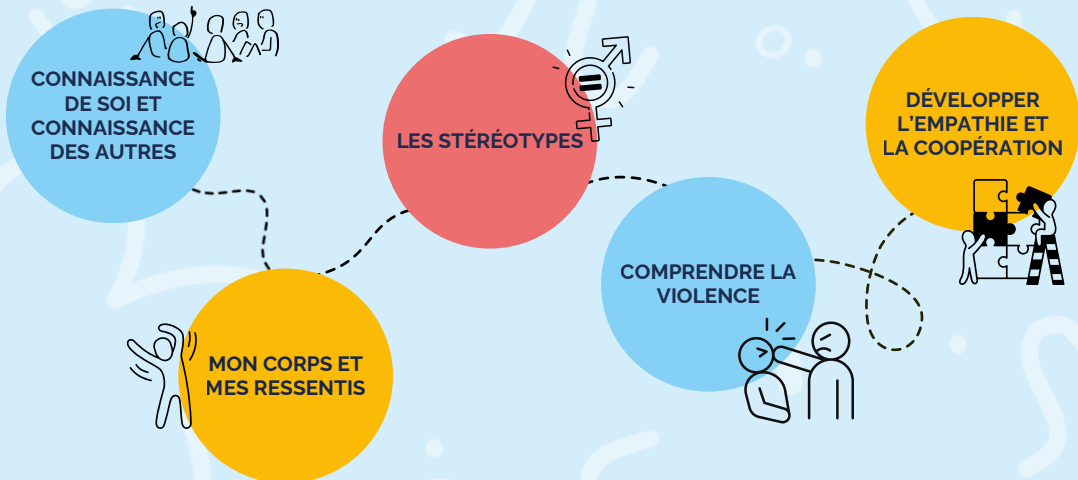 CONNAISSANCE
DE SOI ET
CONNAISSANCE
DES AUTRES
MON CORPS ET
MES RESSENTIS
LES STÉRÉOTYPES
COMPRENDRE LA
VIOLENCE
DÉVELOPPER
L'EMPATHIE ET
LA COOPÉRATION